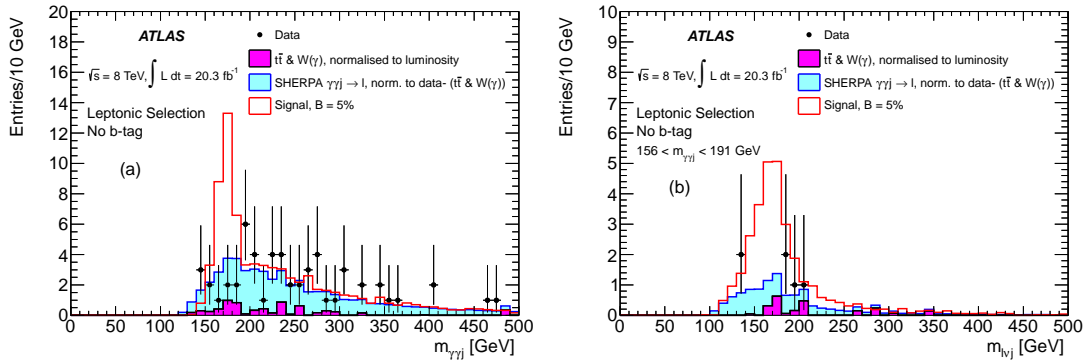 Entries/10 GeV
20
18
16
14
12
10
8
6
4
2
0
ATLAS
√s = 8 TeV, ∫ L dt = 20.3 fb⁻¹
Leptonic Selection
No b-tag
(a)
Data
tt̄ & W(γ), normalised to luminosity
SHERPA γγj → l, norm. to data- (tt̄ & W(γ))
Signal, B = 5%
0 50 100 150 200 250 300 350 400 450 500
m_γγj [GeV]
Entries/10 GeV
10
9
8
7
6
5
4
3
2
1
0
ATLAS
√s = 8 TeV, ∫ L dt = 20.3 fb⁻¹
Leptonic Selection
No b-tag
156 < m_γγj < 191 GeV
(b)
Data
tt̄ & W(γ), normalised to luminosity
SHERPA γγj → l, norm. to data- (tt̄ & W(γ))
Signal, B = 5%
0 50 100 150 200 250 300 350 400 450 500
m_lνj [GeV]